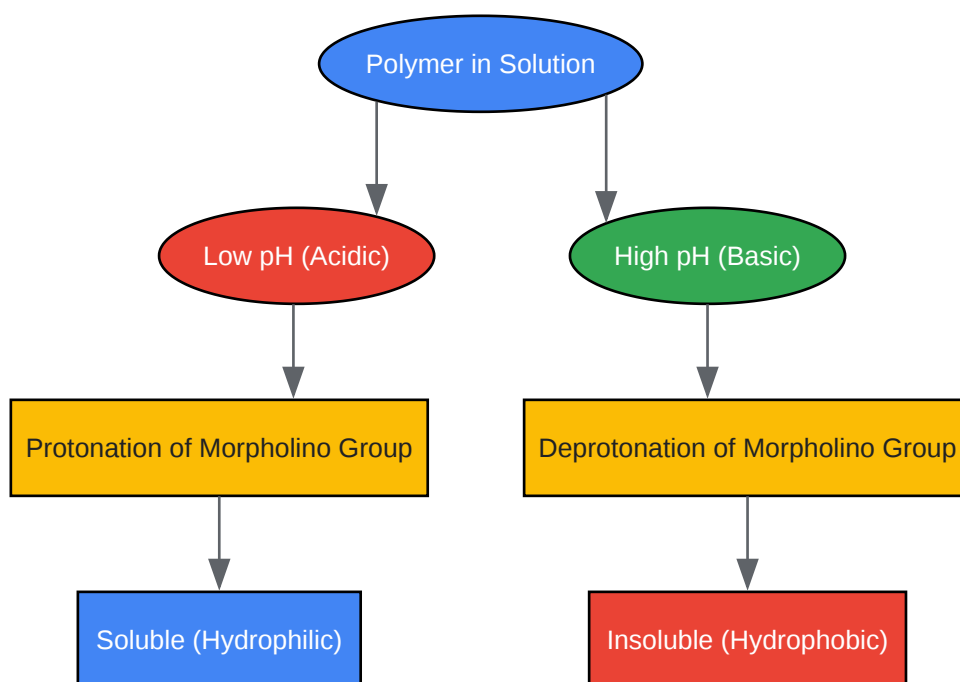 Polymer in Solution
Low pH (Acidic)
High pH (Basic)
Protonation of Morpholino Group
Deprotonation of Morpholino Group
Soluble (Hydrophilic)
Insoluble (Hydrophobic)